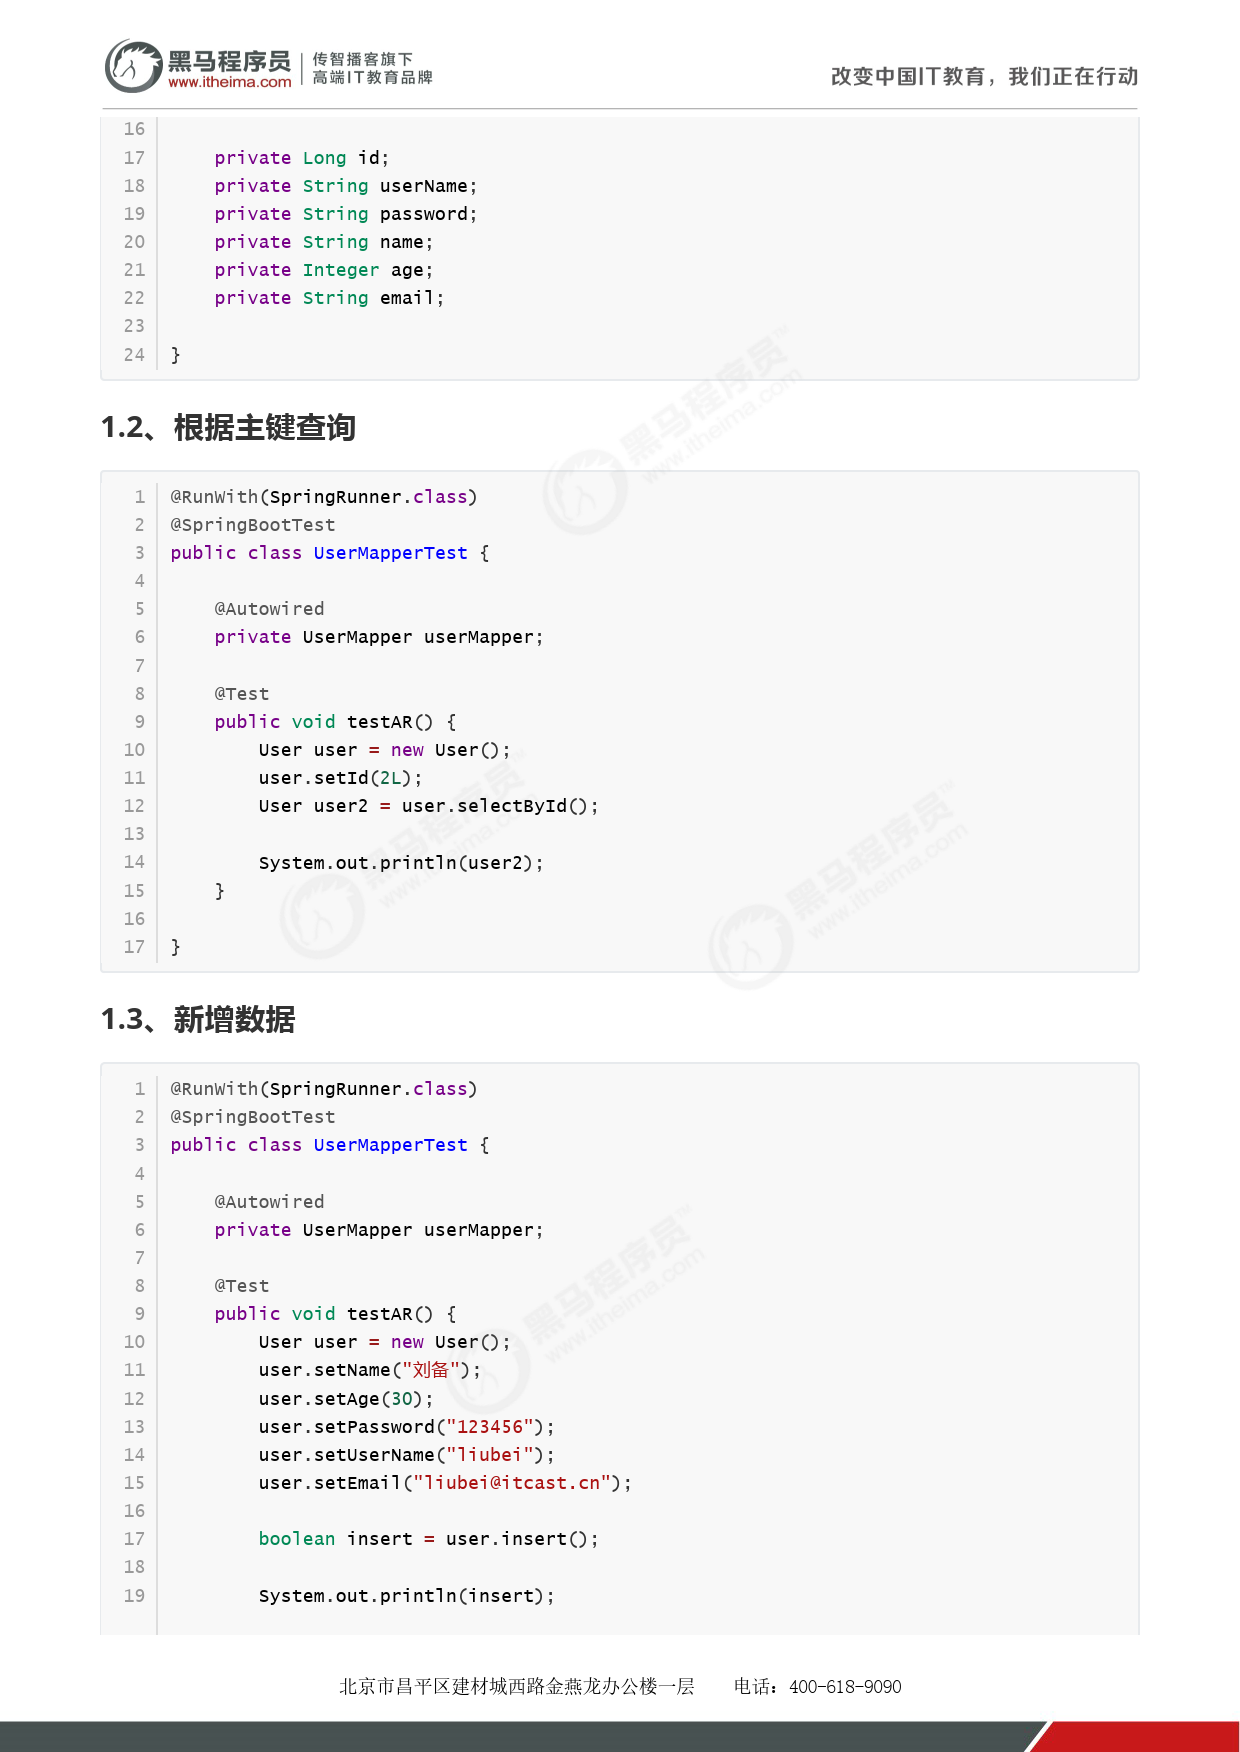 黑马程序员
www.itheima.com
传智播客旗下
高端IT教育品牌
改变中国IT教育，我们正在行动
16
17     private Long id;
18     private String userName;
19     private String password;
20     private String name;
21     private Integer age;
22     private String email;
23
24 }
1.2、根据主键查询
1 @RunWith(SpringRunner.class)
2 @SpringBootTest
3 public class UserMapperTest {
4
5     @Autowired
6     private UserMapper userMapper;
7
8     @Test
9     public void testAR() {
10         User user = new User();
11         user.setId(2L);
12         User user2 = user.selectById();
13
14         System.out.println(user2);
15     }
16
17 }
1.3、新增数据
1 @RunWith(SpringRunner.class)
2 @SpringBootTest
3 public class UserMapperTest {
4
5     @Autowired
6     private UserMapper userMapper;
7
8     @Test
9     public void testAR() {
10         User user = new User();
11         user.setName("刘备");
12         user.setAge(30);
13         user.setPassword("123456");
14         user.setUserName("liubei");
15         user.setEmail("liubei@itcast.cn");
16
17         boolean insert = user.insert();
18
19         System.out.println(insert);
北京市昌平区建材城西路金燕龙办公楼一层 电话：400-618-9090